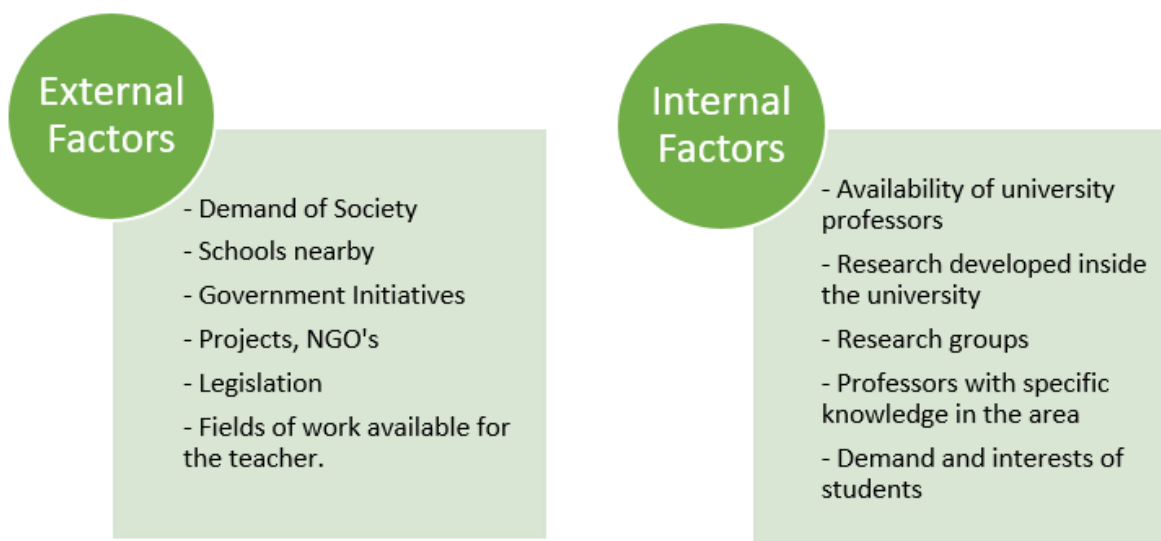 External
Factors
- Demand of Society
- Schools nearby
- Government Initiatives
- Projects, NGO's
- Legislation
- Fields of work available for
the teacher.
Internal
Factors
- Availability of university
professors
- Research developed inside
the university
- Research groups
- Professors with specific
knowledge in the area
- Demand and interests of
students